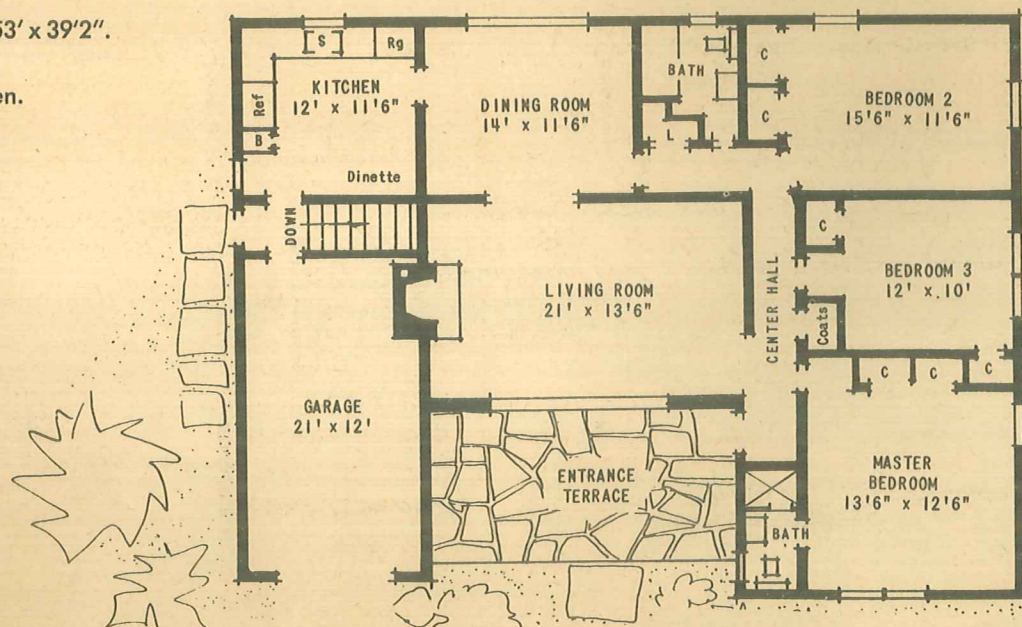 53' x 39'2".
en.
S
Rg
KITCHEN
12' x 11'6"
Ref
B
Dinette
DINING ROOM
14' x 11'6"
BATH
L
C
C
BEDROOM 2
15'6" x 11'6"
DOWN
LIVING ROOM
21' x 13'6"
CENTER HALL
C
BEDROOM 3
12' x 10'
Coats
C
C
C
GARAGE
21' x 12'
ENTRANCE
TERRACE
MASTER
BEDROOM
13'6" x 12'6"
BATH